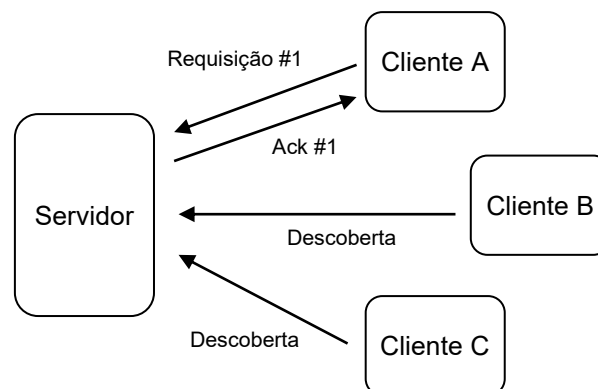 Requisição #1
Cliente A
Ack #1
Servidor
Cliente B
Descoberta
Descoberta
Cliente C